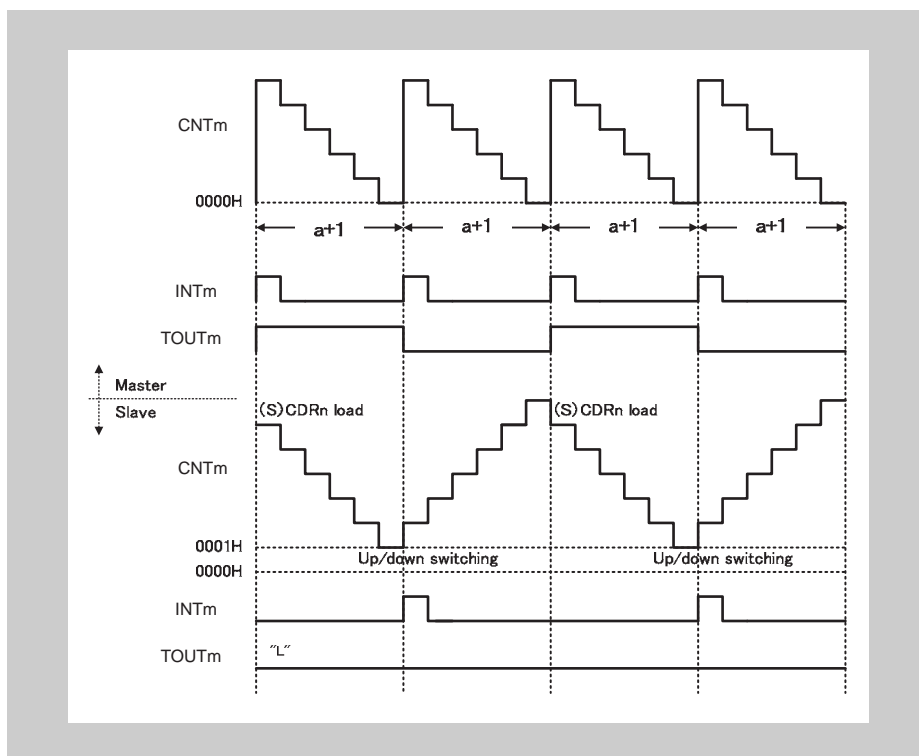 CNTm
0000H
a+1 a+1 a+1 a+1
INTm
TOUTm
Master
Slave
(S)CDRn load (S)CDRn load
CNTm
0001H
Up/down switching Up/down switching
0000H
INTm
TOUTm
"L"